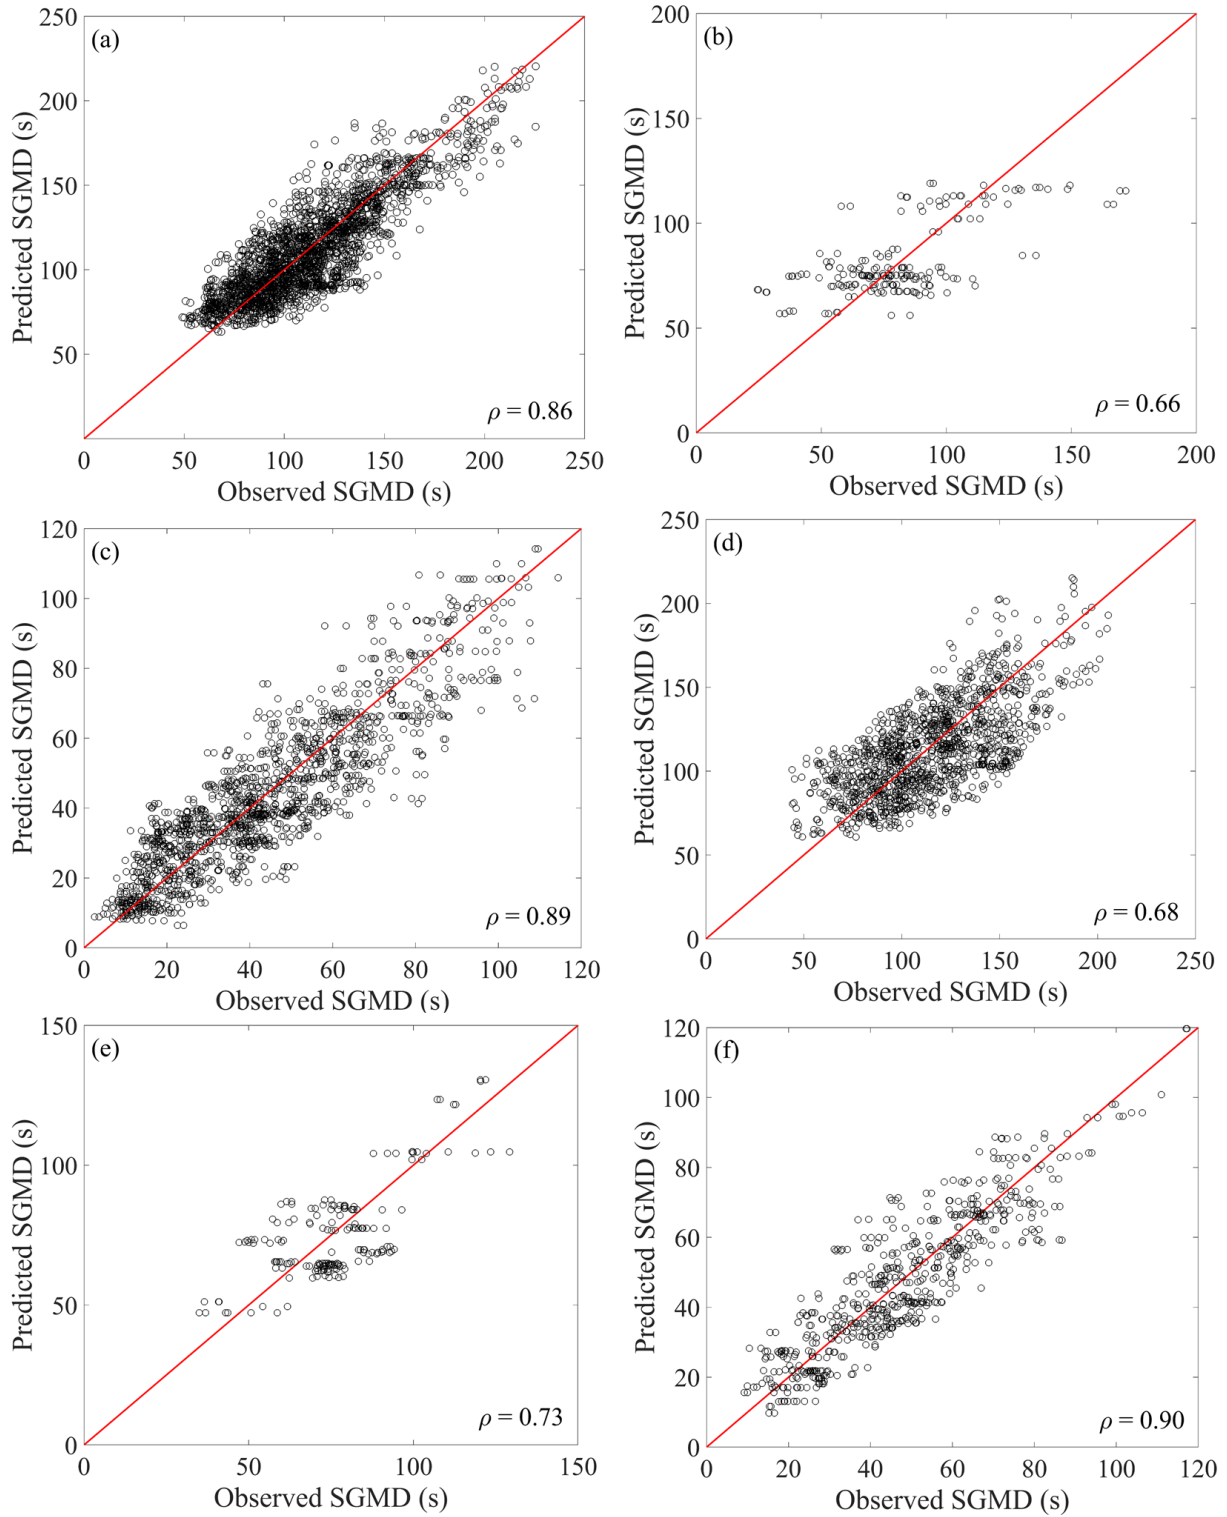 (a)
250
200
150
100
50
Predicted SGMD (s)
ρ = 0.86
0 50 100 150 200 250
Observed SGMD (s)
(b)
200
150
100
50
0
Predicted SGMD (s)
ρ = 0.66
0 50 100 150 200
Observed SGMD (s)
(c)
120
100
80
60
40
20
0
Predicted SGMD (s)
ρ = 0.89
0 20 40 60 80 100 120
Observed SGMD (s)
(d)
250
200
150
100
50
0
Predicted SGMD (s)
ρ = 0.68
0 50 100 150 200 250
Observed SGMD (s)
(e)
150
100
50
0
Predicted SGMD (s)
ρ = 0.73
0 50 100 150
Observed SGMD (s)
(f)
120
100
80
60
40
20
0
Predicted SGMD (s)
ρ = 0.90
0 20 40 60 80 100 120
Observed SGMD (s)